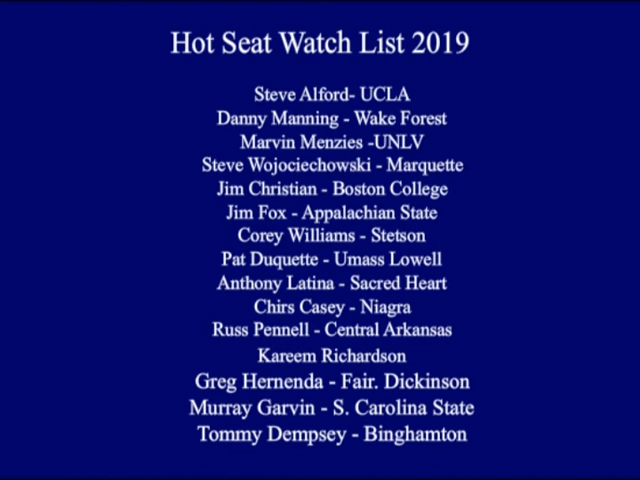 Hot Seat Watch List 2019
Steve Alford- UCLA
Danny Manning - Wake Forest
Marvin Menzies -UNLV
Steve Wojociechowski - Marquette
Jim Christian - Boston College
Jim Fox - Appalachian State
Corey Williams - Stetson
Pat Duquette - Umass Lowell
Anthony Latina - Sacred Heart
Chirs Casey - Niagra
Russ Pennell - Central Arkansas
Kareem Richardson
Greg Hernenda - Fair. Dickinson
Murray Garvin - S. Carolina State
Tommy Dempsey - Binghamton